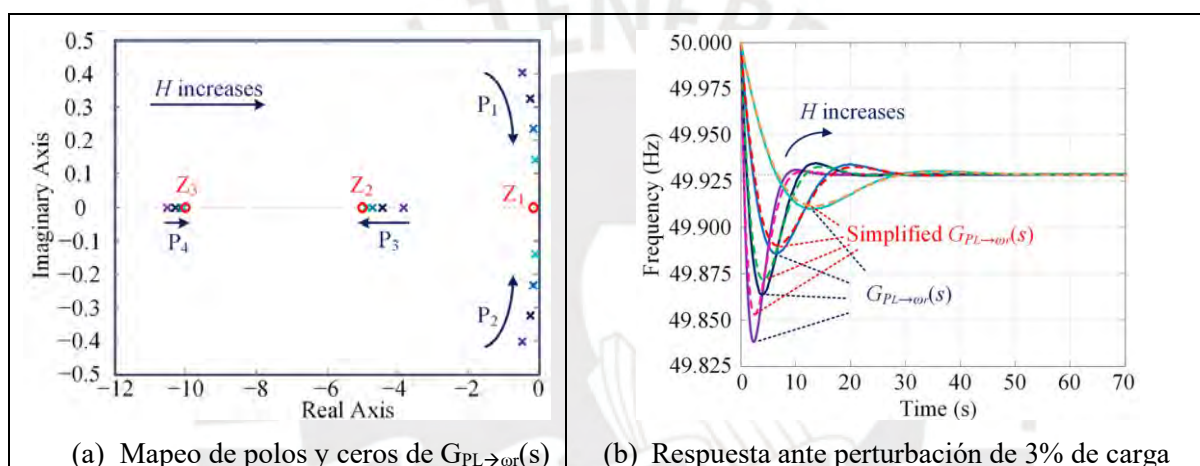 TENEBR
0.5
0.4
0.3
0.2
0.1
0
-0.1
-0.2
-0.3
-0.4
-0.5
Imaginary Axis
H increases
P1
Z3
Z2
Z1
P4
P3
P2
−12
−10
−8
−6
−4
−2
0
Real Axis
(a) Mapeo de polos y ceros de GPL→ωr(s)
50.000
49.975
49.950
49.925
49.900
49.875
49.850
49.825
Frequency (Hz)
H increases
Simplified GPL→ωr(s)
GPL→ωr(s)
0
10
20
30
40
50
60
70
Time (s)
(b) Respuesta ante perturbación de 3% de carga